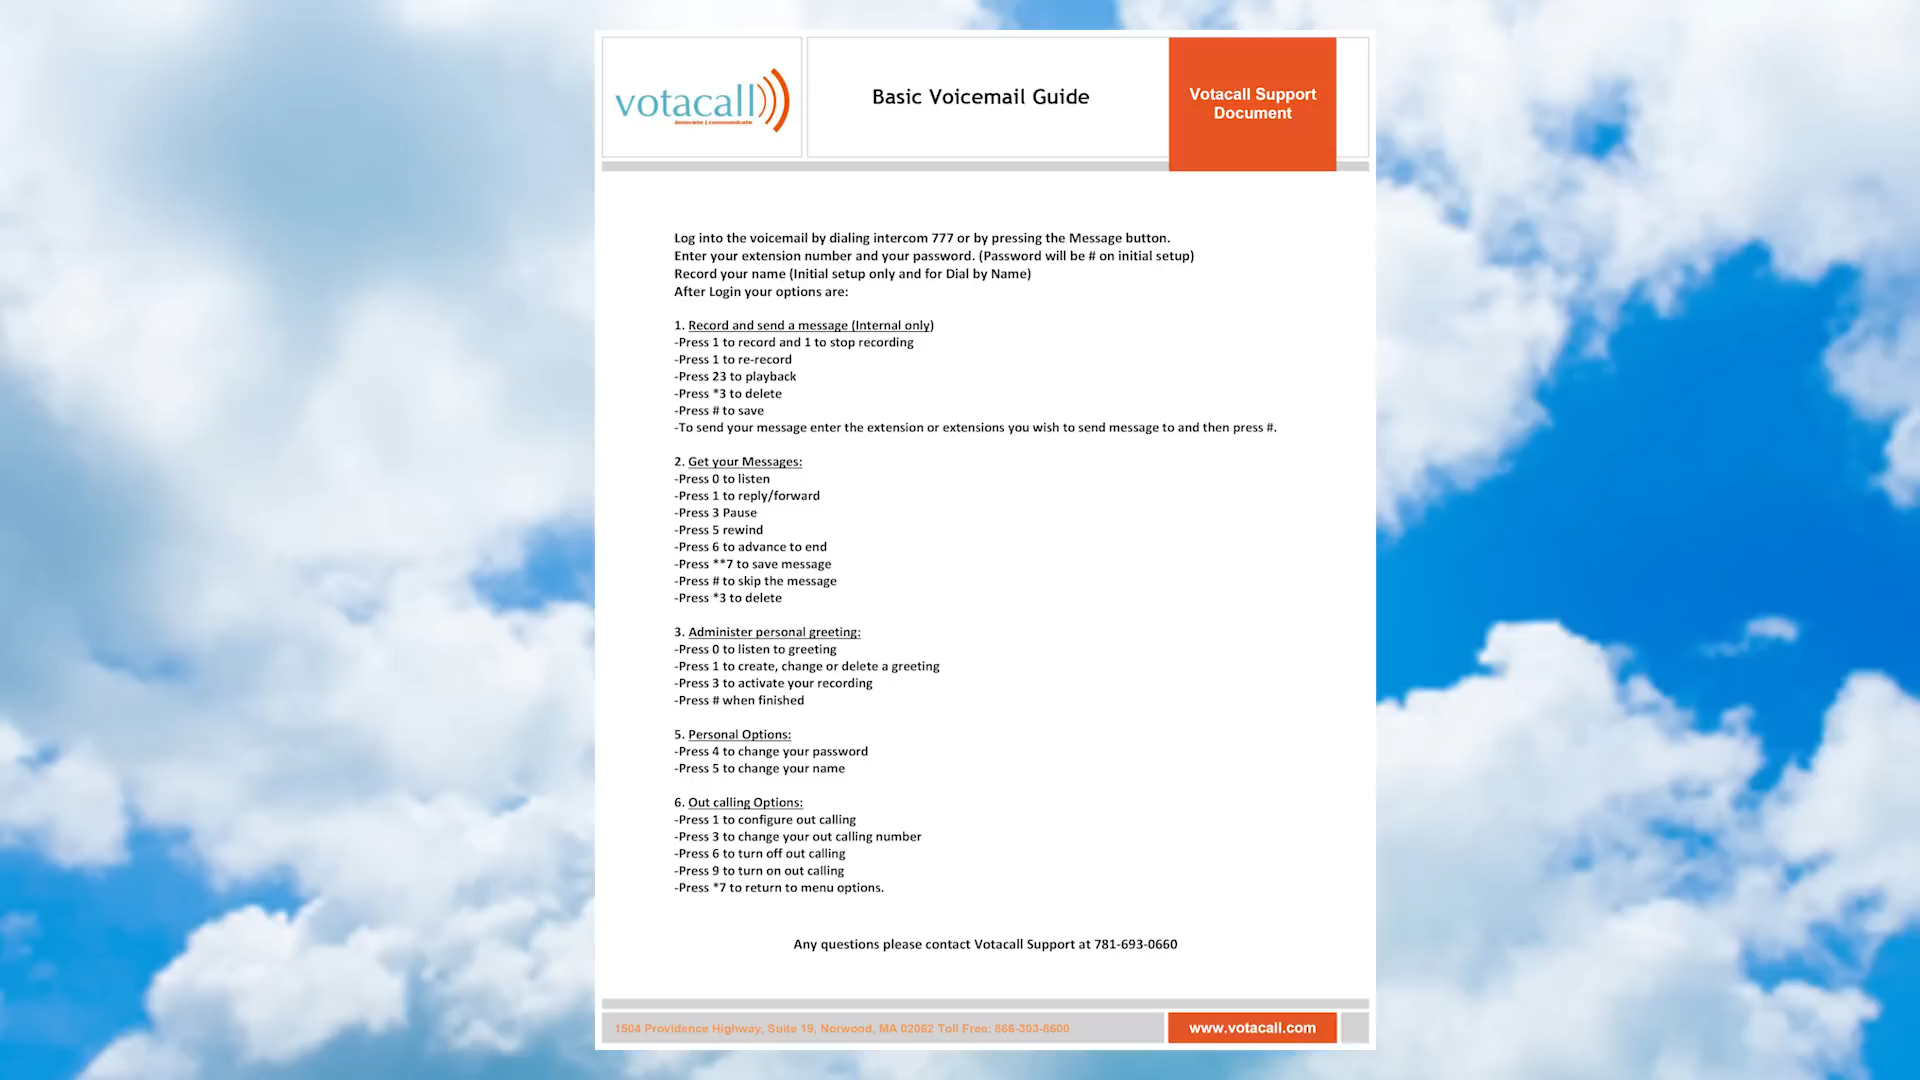 votacall
innovate | communicate
Basic Voicemail Guide
Votacall Support
Document
Log into the voicemail by dialing intercom 777 or by pressing the Message button.
Enter your extension number and your password. (Password will be # on initial setup)
Record your name (Initial setup only and for Dial by Name)
After Login your options are:
1. Record and send a message (Internal only)
-Press 1 to record and 1 to stop recording
-Press 1 to re-record
-Press 23 to playback
-Press *3 to delete
-Press # to save
-To send your message enter the extension or extensions you wish to send message to and then press #.
2. Get your Messages:
-Press 0 to listen
-Press 1 to reply/forward
-Press 3 Pause
-Press 5 rewind
-Press 6 to advance to end
-Press **7 to save message
-Press # to skip the message
-Press *3 to delete
3. Administer personal greeting:
-Press 0 to listen to greeting
-Press 1 to create, change or delete a greeting
-Press 3 to activate your recording
-Press # when finished
5. Personal Options:
-Press 4 to change your password
-Press 5 to change your name
6. Out calling Options:
-Press 1 to configure out calling
-Press 3 to change your out calling number
-Press 6 to turn off out calling
-Press 9 to turn on out calling
-Press *7 to return to menu options.
Any questions please contact Votacall Support at 781-693-0660
1504 Providence Highway, Suite 19, Norwood, MA 02062 Toll Free: 866-303-8600
www.votacall.com